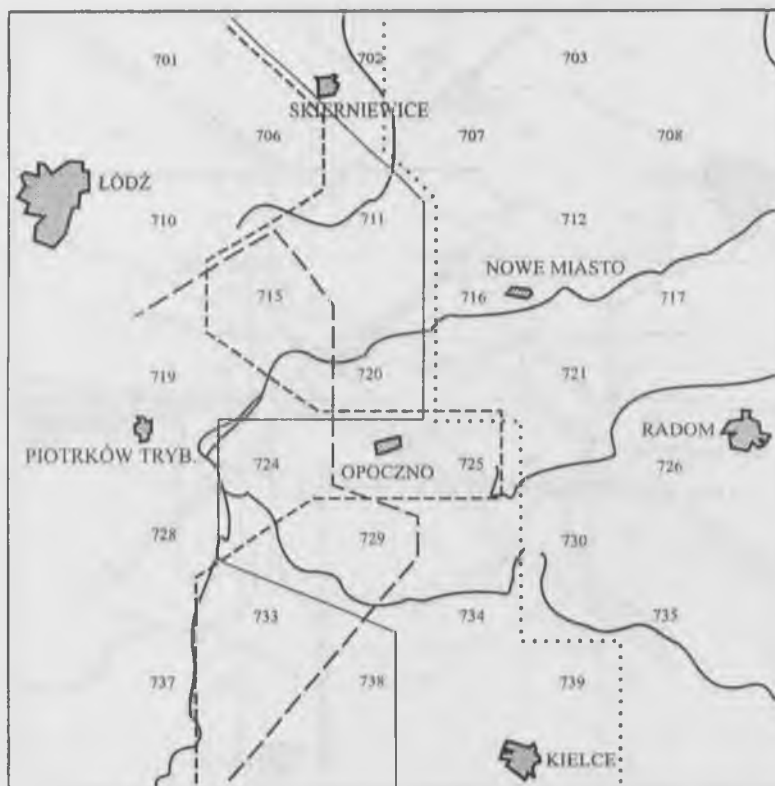 701 702 703
SKIERNIEWICE
706 707 708
ŁÓDŹ
710 711 712
NOWE MIASTO
715 716 717
719 720 721
RADOM
PIOTRKÓW TRYB.
724 OPOCZNO 725 726
728 729 730
733 734 735
737 738 739
KIELCE